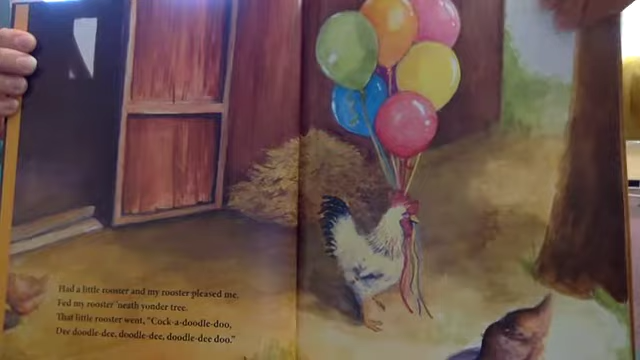 Had a little rooster and my rooster pleased me,
Fed my rooster 'neath yonder tree.
That little rooster went, "Cock-a-doodle-doo,
Dee doodle-dee, doodle-dee, doodle-dee doo."